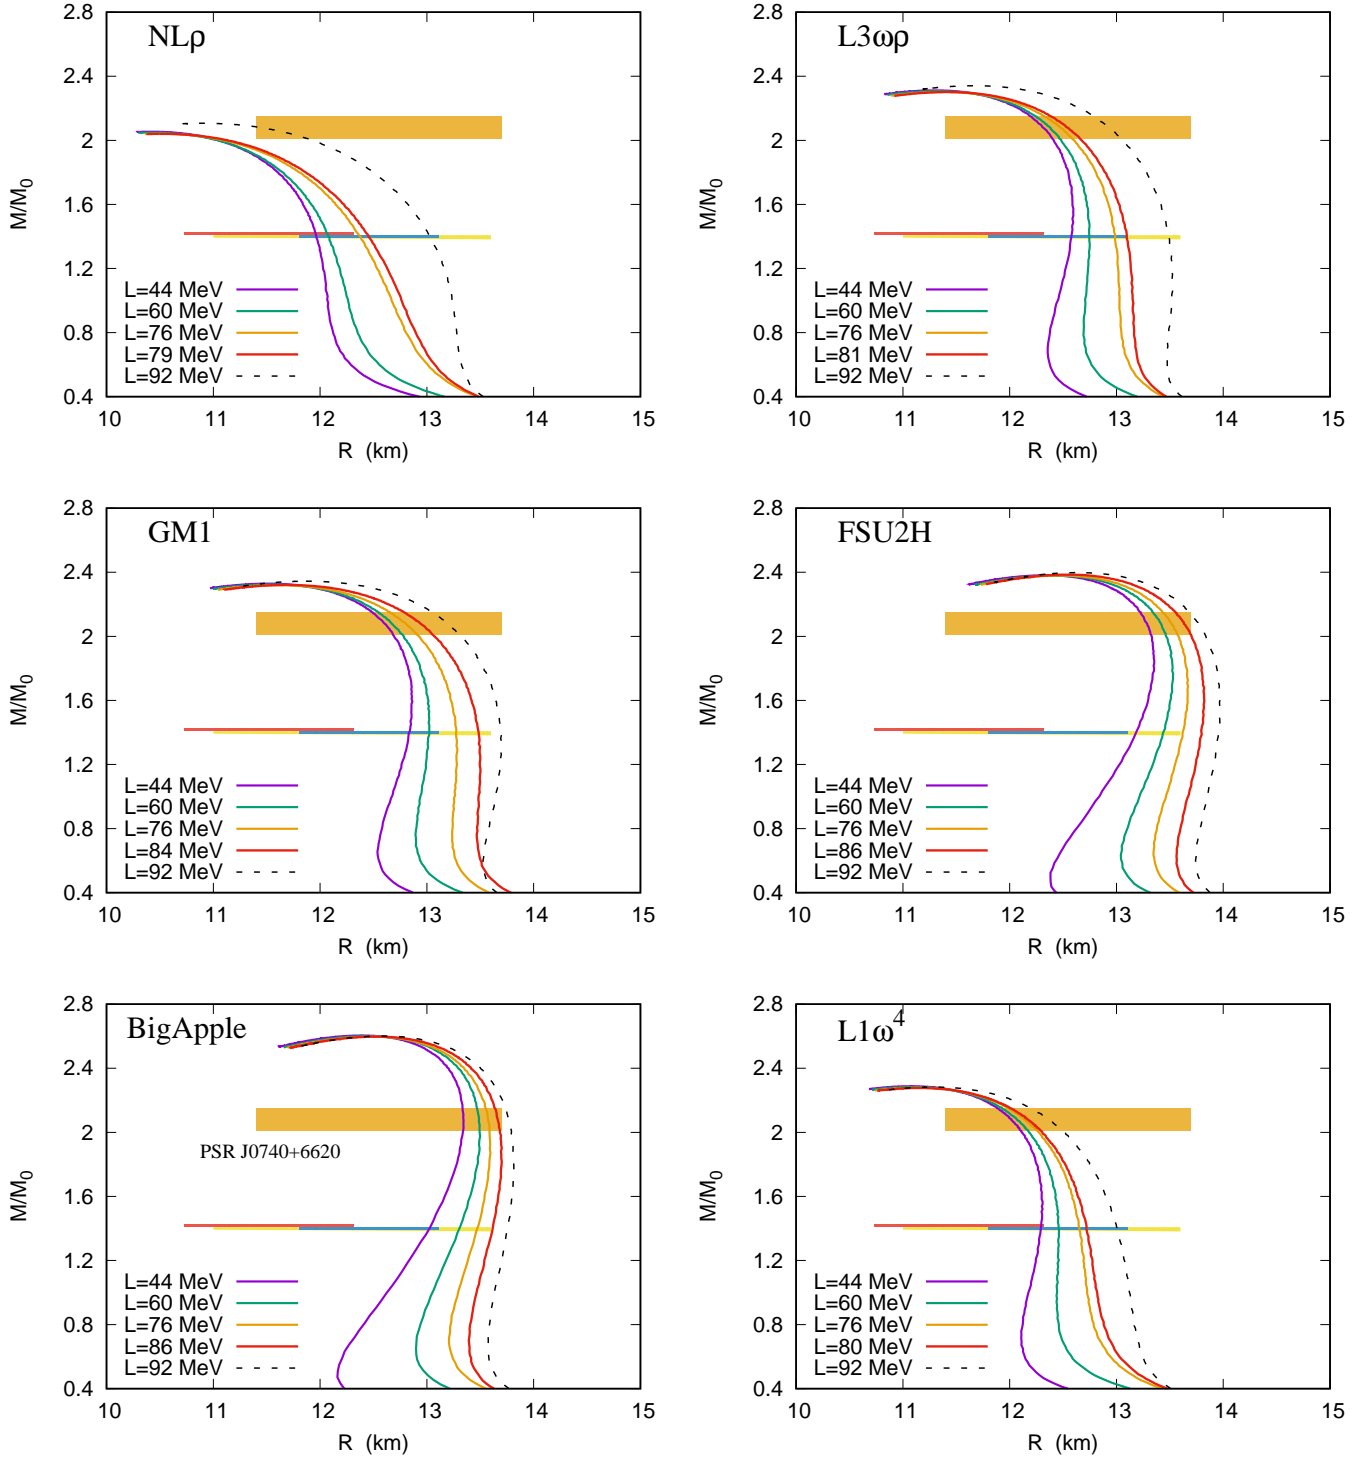 NLρ
2.8
2.4
2
1.6
1.2
0.8
0.4
M/M0
L=44 MeV
L=60 MeV
L=76 MeV
L=79 MeV
L=92 MeV
10 11 12 13 14 15
R (km)
L3ωρ
2.8
2.4
2
1.6
1.2
0.8
0.4
M/M0
L=44 MeV
L=60 MeV
L=76 MeV
L=81 MeV
L=92 MeV
10 11 12 13 14 15
R (km)
GM1
2.8
2.4
2
1.6
1.2
0.8
0.4
M/M0
L=44 MeV
L=60 MeV
L=76 MeV
L=84 MeV
L=92 MeV
10 11 12 13 14 15
R (km)
FSU2H
2.8
2.4
2
1.6
1.2
0.8
0.4
M/M0
L=44 MeV
L=60 MeV
L=76 MeV
L=86 MeV
L=92 MeV
10 11 12 13 14 15
R (km)
BigApple
2.8
2.4
2
1.6
1.2
0.8
0.4
M/M0
PSR J0740+6620
L=44 MeV
L=60 MeV
L=76 MeV
L=86 MeV
L=92 MeV
10 11 12 13 14 15
R (km)
L1ω⁴
2.8
2.4
2
1.6
1.2
0.8
0.4
M/M0
L=44 MeV
L=60 MeV
L=76 MeV
L=80 MeV
L=92 MeV
10 11 12 13 14 15
R (km)